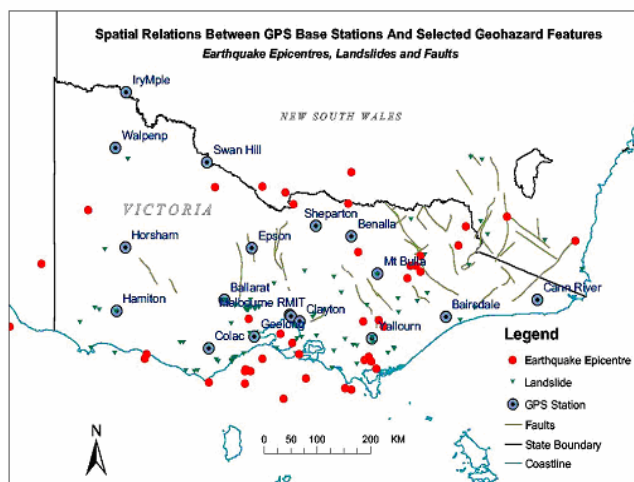 Spatial Relations Between GPS Base Stations And Selected Geohazard Features
Earthquake Epicentres, Landslides and Faults
IryMple
NEW SOUTH WALES
Walpenp
Swan Hill
VICTORIA
Sheparton
Benalla
Horsham
Epson
Mt Bulla
Ballarat
Cann River
Hamiton
Melbourne RMIT
Clayton
Bairsdale
Geelong
Yallourn
Colac
Legend
Earthquake Epicentre
Landslide
GPS Station
Faults
State Boundary
Coastline
N
0 50 100 200 KM